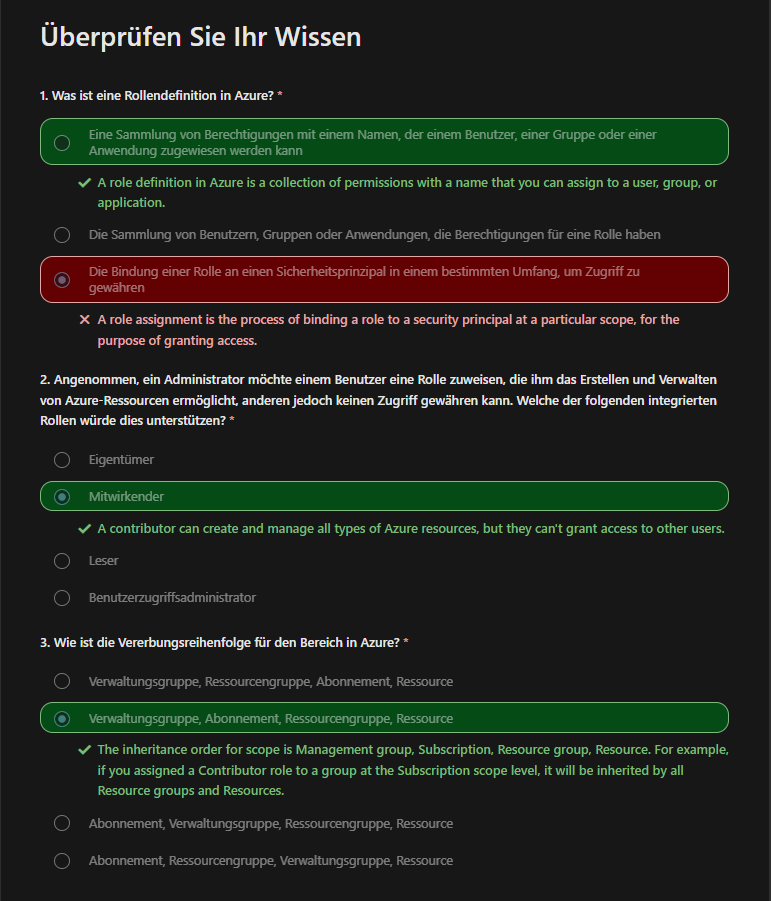 Überprüfen Sie Ihr Wissen
1. Was ist eine Rollendefinition in Azure? *
Eine Sammlung von Berechtigungen mit einem Namen, der einem Benutzer, einer Gruppe oder einer
Anwendung zugewiesen werden kann
A role definition in Azure is a collection of permissions with a name that you can assign to a user, group, or
application.
Die Sammlung von Benutzern, Gruppen oder Anwendungen, die Berechtigungen für eine Rolle haben
Die Bindung einer Rolle an einen Sicherheitsprinzipal in einem bestimmten Umfang, um Zugriff zu
gewähren
A role assignment is the process of binding a role to a security principal at a particular scope, for the
purpose of granting access.
2. Angenommen, ein Administrator möchte einem Benutzer eine Rolle zuweisen, die ihm das Erstellen und Verwalten
von Azure-Ressourcen ermöglicht, anderen jedoch keinen Zugriff gewähren kann. Welche der folgenden integrierten
Rollen würde dies unterstützen? *
Eigentümer
Mitwirkender
A contributor can create and manage all types of Azure resources, but they can't grant access to other users.
Leser
Benutzerzugriffsadministrator
3. Wie ist die Vererbungsreihenfolge für den Bereich in Azure? *
Verwaltungsgruppe, Ressourcengruppe, Abonnement, Ressource
Verwaltungsgruppe, Abonnement, Ressourcengruppe, Ressource
The inheritance order for scope is Management group, Subscription, Resource group, Resource. For example,
if you assigned a Contributor role to a group at the Subscription scope level, it will be inherited by all
Resource groups and Resources.
Abonnement, Verwaltungsgruppe, Ressourcengruppe, Ressource
Abonnement, Ressourcengruppe, Verwaltungsgruppe, Ressource